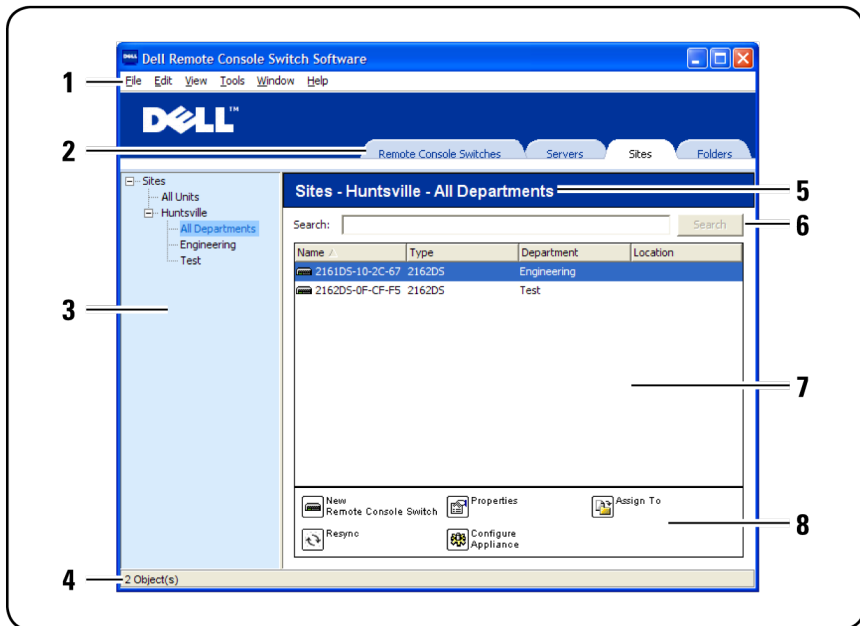 Dell Remote Console Switch Software
1
File Edit View Tools Window Help
DELL™
2
Remote Console Switches Servers Sites Folders
Sites
All Units
Huntsville
All Departments
Engineering
Test
3
Sites - Huntsville - All Departments
5
Search: Search
6
Name Type Department Location
2161DS-10-2C-67 2162DS Engineering
2162DS-0F-CF-F5 2162DS Test
7
New
Remote Console Switch
Properties
Assign To
Resync
Configure
Appliance
8
4
2 Object(s)